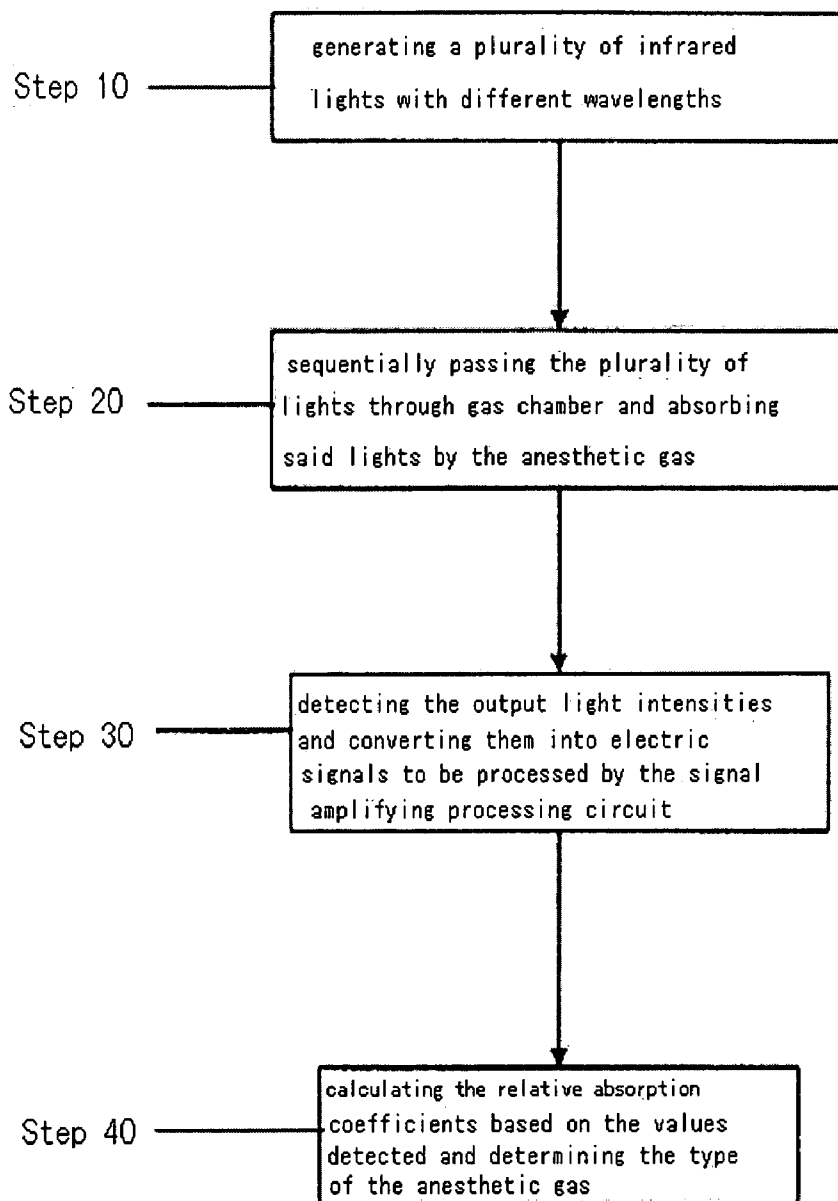 generating a plurality of infrared
Step 10
lights with different wavelengths
sequentially passing the plurality of
Step 20
lights through gas chamber and absorbing
said lights by the anesthetic gas
detecting the output light intensities
Step 30
and converting them into electric
signals to be processed by the signal
amplifying processing circuit
calculating the relative absorption
Step 40
coefficients based on the values
detected and determining the type
of the anesthetic gas